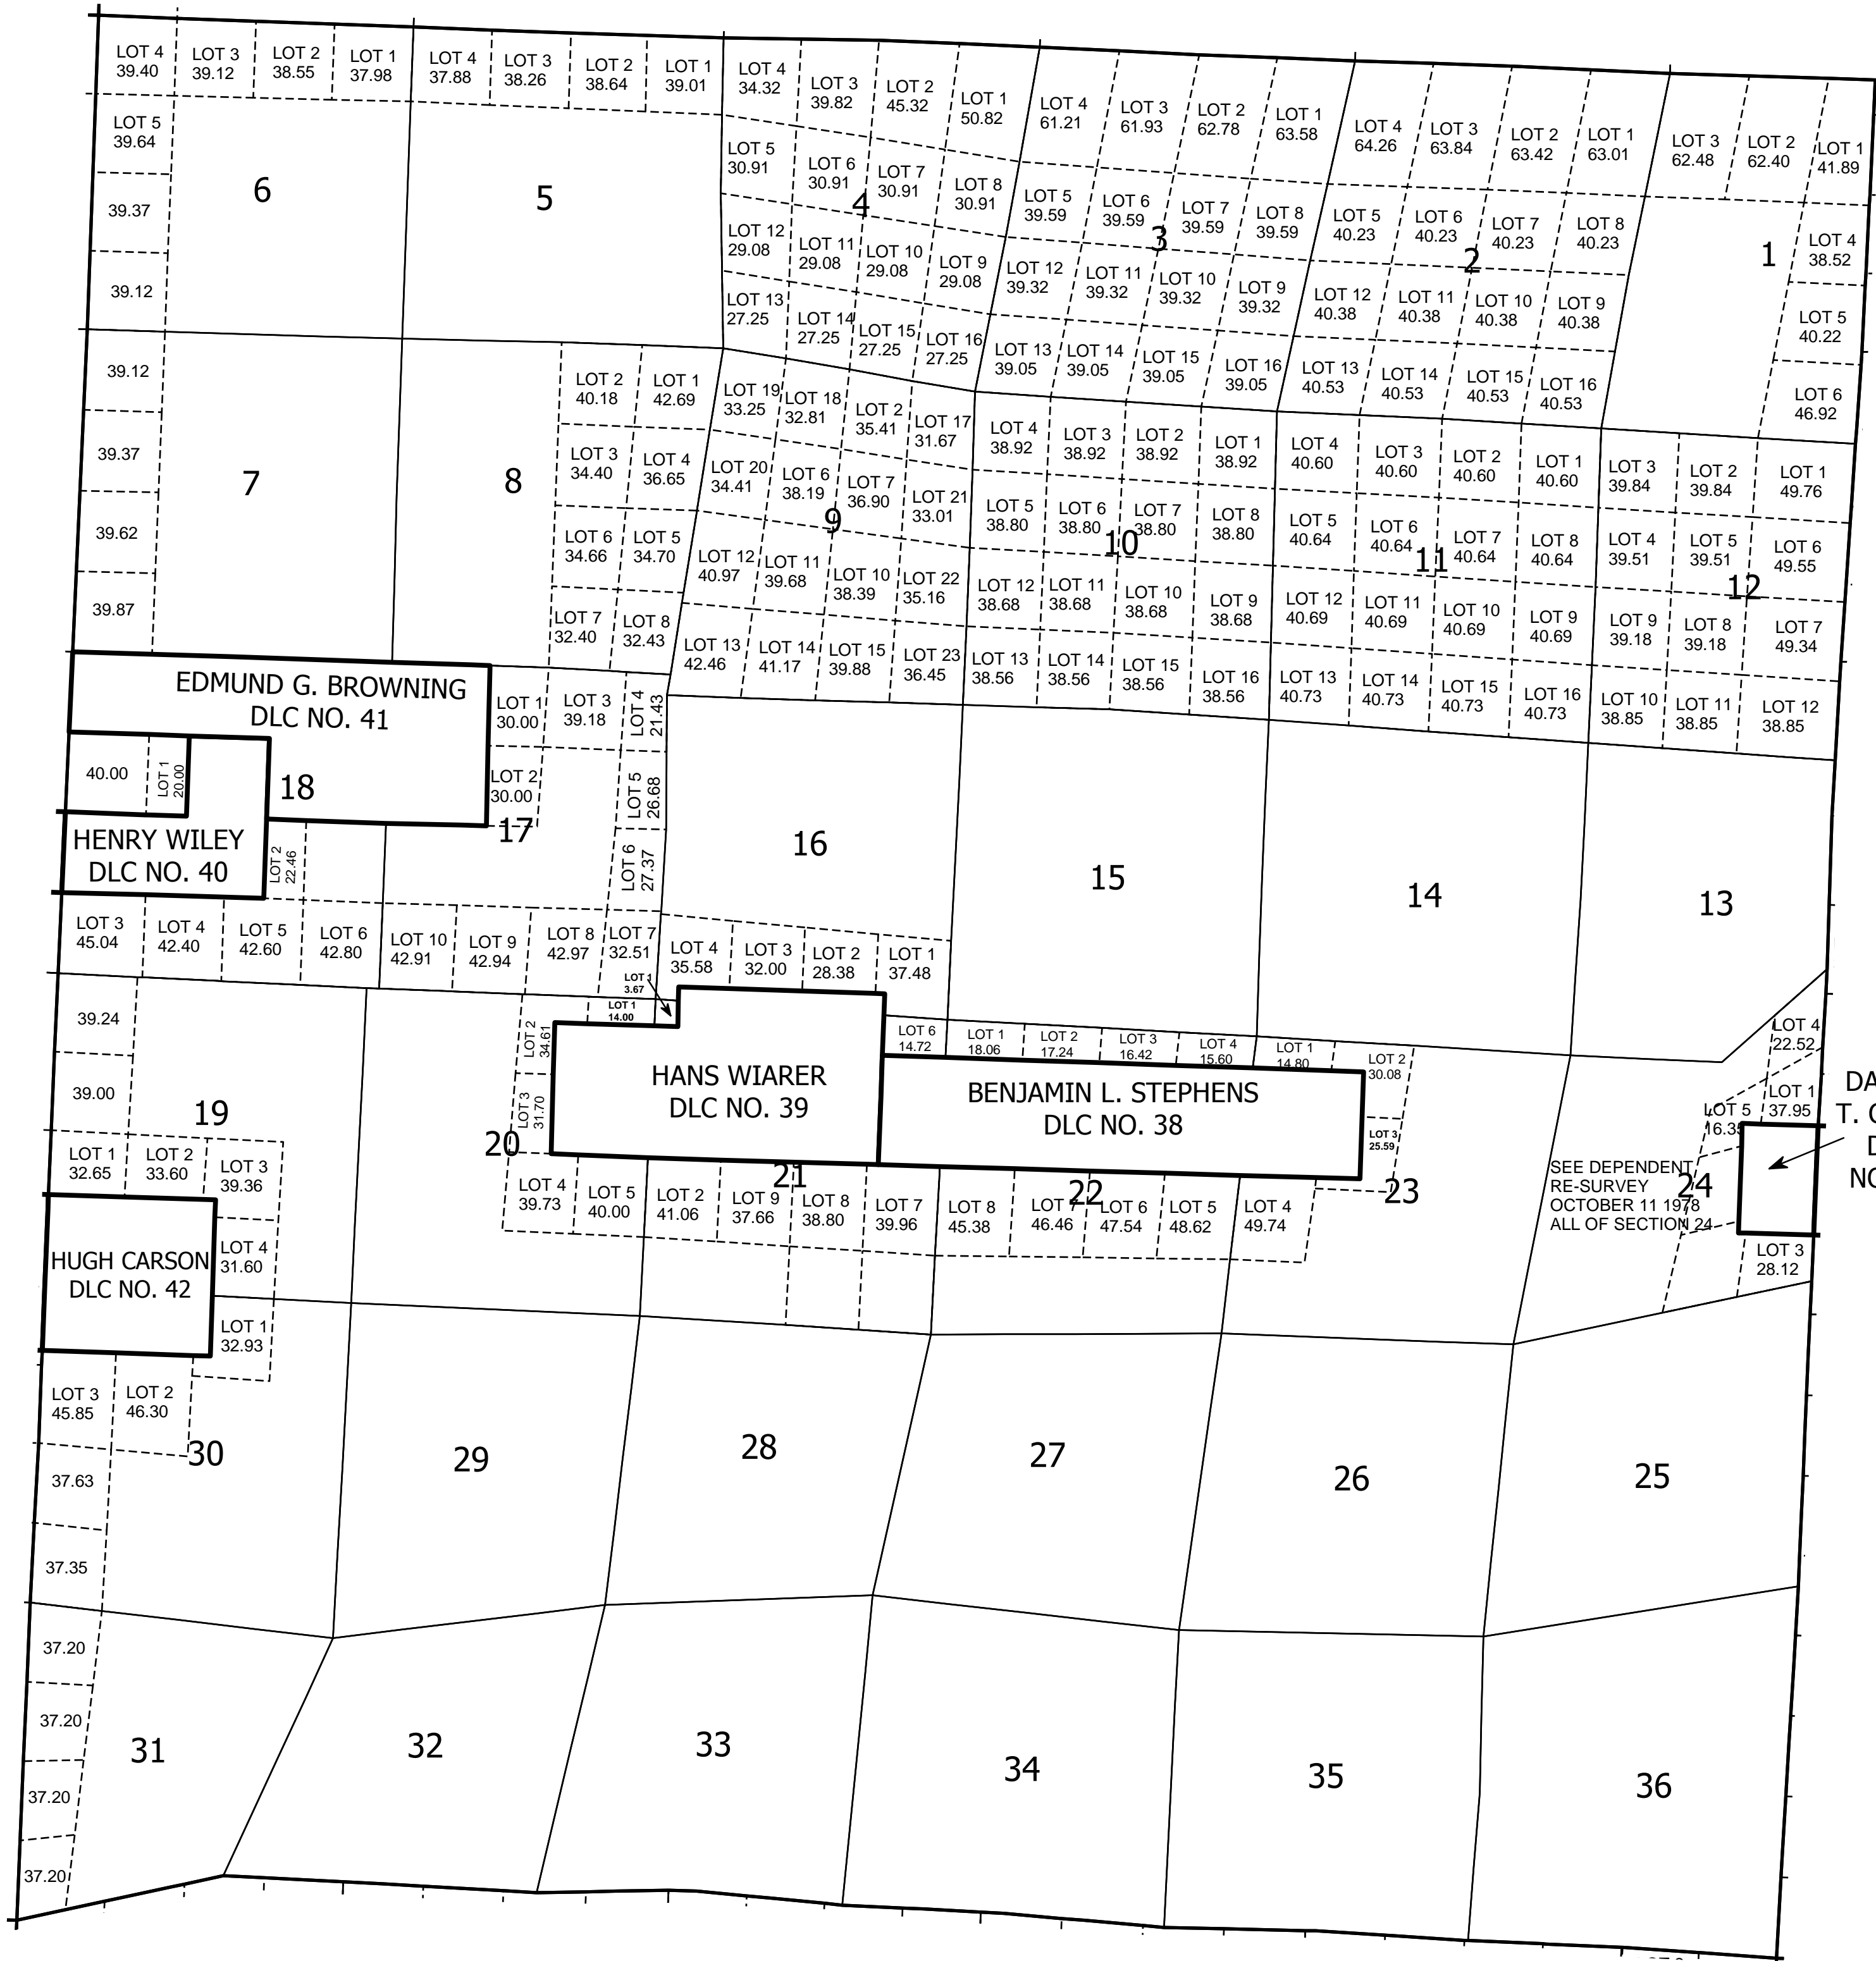 LOT 4
39.40
LOT 3
39.12
LOT 2
38.55
LOT 1
37.98
LOT 4
37.88
LOT 3
38.26
LOT 2
38.64
LOT 1
39.01
LOT 4
34.32
LOT 3
39.82
LOT 2
45.32
LOT 1
50.82
LOT 4
61.21
LOT 3
61.93
LOT 2
62.78
LOT 1
63.58
LOT 4
64.26
LOT 3
63.84
LOT 2
63.42
LOT 1
63.01
LOT 3
62.48
LOT 2
62.40
LOT 1
41.89
LOT 5
39.64
39.37
39.12
6
5
LOT 5
30.91
LOT 6
30.91
LOT 7
30.91
LOT 8
30.91
4
LOT 12
29.08
LOT 11
29.08
LOT 10
29.08
LOT 9
29.08
LOT 13
27.25
LOT 14
27.25
LOT 15
27.25
LOT 16
27.25
LOT 5
39.59
LOT 6
39.59
LOT 7
39.59
LOT 8
39.59
3
LOT 12
39.32
LOT 11
39.32
LOT 10
39.32
LOT 9
39.32
LOT 13
39.05
LOT 14
39.05
LOT 15
39.05
LOT 16
39.05
LOT 5
40.23
LOT 6
40.23
LOT 7
40.23
LOT 8
40.23
2
LOT 12
40.38
LOT 11
40.38
LOT 10
40.38
LOT 9
40.38
LOT 13
40.53
LOT 14
40.53
LOT 15
40.53
LOT 16
40.53
1
LOT 4
38.52
LOT 5
40.22
LOT 6
46.92
39.12
39.37
39.62
39.87
7
8
LOT 2
40.18
LOT 1
42.69
LOT 3
34.40
LOT 4
36.65
LOT 6
34.66
LOT 5
34.70
LOT 7
32.40
LOT 8
32.43
LOT 19
33.25
LOT 18
32.81
LOT 2
35.41
LOT 17
31.67
LOT 20
34.41
LOT 6
38.19
LOT 7
36.90
LOT 21
33.01
9
LOT 12
40.97
LOT 11
39.68
LOT 10
38.39
LOT 22
35.16
LOT 13
42.46
LOT 14
41.17
LOT 15
39.88
LOT 23
36.45
LOT 4
38.92
LOT 3
38.92
LOT 2
38.92
LOT 1
38.92
LOT 5
38.80
LOT 6
38.80
LOT 7
38.80
LOT 8
38.80
10
LOT 12
38.68
LOT 11
38.68
LOT 10
38.68
LOT 9
38.68
LOT 13
38.56
LOT 14
38.56
LOT 15
38.56
LOT 16
38.56
LOT 4
40.60
LOT 3
40.60
LOT 2
40.60
LOT 1
40.60
LOT 5
40.64
LOT 6
40.64
LOT 7
40.64
LOT 8
40.64
11
LOT 12
40.69
LOT 11
40.69
LOT 10
40.69
LOT 9
40.69
LOT 13
40.73
LOT 14
40.73
LOT 15
40.73
LOT 16
40.73
LOT 3
39.84
LOT 2
39.84
LOT 1
49.76
LOT 4
39.51
LOT 5
39.51
LOT 6
49.55
12
LOT 9
39.18
LOT 8
39.18
LOT 7
49.34
LOT 10
38.85
LOT 11
38.85
LOT 12
38.85
EDMUND G. BROWNING
DLC NO. 41
40.00
LOT 1
20.00
18
HENRY WILEY
DLC NO. 40
LOT 2
22.46
LOT 3
45.04
LOT 4
42.40
LOT 5
42.60
LOT 6
42.80
LOT 1
30.00
LOT 3
39.18
LOT 4
21.43
LOT 2
30.00
17
LOT 5
26.68
LOT 6
27.37
LOT 10
42.91
LOT 9
42.94
LOT 8
42.97
LOT 7
32.51
16
LOT 4
35.58
LOT 3
32.00
LOT 2
28.38
LOT 1
37.48
15
14
13
39.24
39.00
19
LOT 1
32.65
LOT 2
33.60
LOT 3
39.36
LOT 4
31.60
HUGH CARSON
DLC NO. 42
LOT 1
3.67
LOT 1
14.00
LOT 2
34.61
LOT 3
31.70
20
LOT 4
39.73
LOT 5
40.00
HANS WIARER
DLC NO. 39
LOT 6
14.72
21
LOT 2
41.06
LOT 9
37.66
LOT 8
38.80
LOT 7
39.96
LOT 1
18.06
LOT 2
17.24
LOT 3
16.42
LOT 4
15.60
BENJAMIN L. STEPHENS
DLC NO. 38
22
LOT 8
45.38
LOT 7
46.46
LOT 6
47.54
LOT 5
48.62
LOT 1
14.80
LOT 2
30.08
LOT 3
25.59
23
LOT 4
49.74
LOT 4
22.52
LOT 1
37.95
LOT 5
DA
T. C
D
NO
SEE DEPENDENT
RE-SURVEY
OCTOBER 11 1978
ALL OF SECTION 24
24
LOT 3
28.12
LOT 1
32.93
LOT 3
45.85
LOT 2
46.30
30
37.63
37.35
29
28
27
26
25
37.20
37.20
37.20
37.20
31
32
33
34
35
36